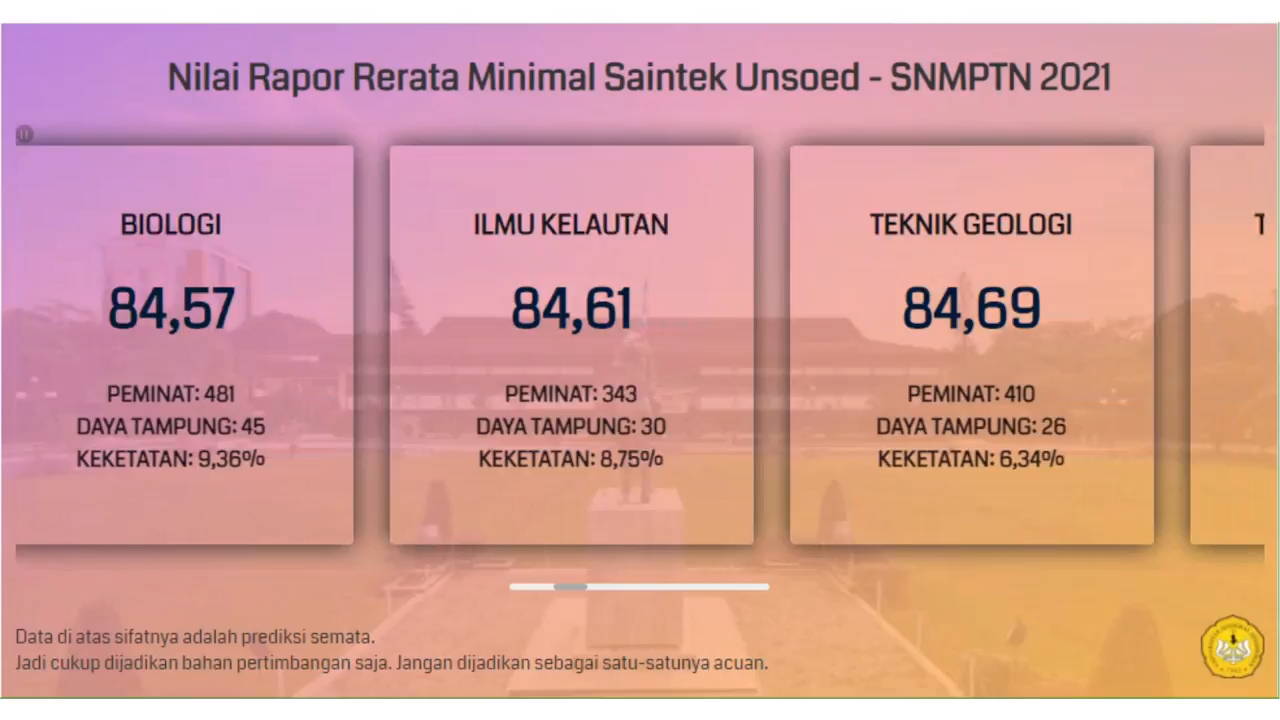 Nilai Rapor Rerata Minimal Saintek Unsoed - SNMPTN 2021
BIOLOGI
84,57
PEMINAT: 481
DAYA TAMPUNG: 45
KEKETATAN: 9,36%
ILMU KELAUTAN
84,61
PEMINAT: 343
DAYA TAMPUNG: 30
KEKETATAN: 8,75%
TEKNIK GEOLOGI
84,69
PEMINAT: 410
DAYA TAMPUNG: 26
KEKETATAN: 6,34%
Data di atas sifatnya adalah prediksi semata.
Jadi cukup dijadikan bahan pertimbangan saja. Jangan dijadikan sebagai satu-satunya acuan.